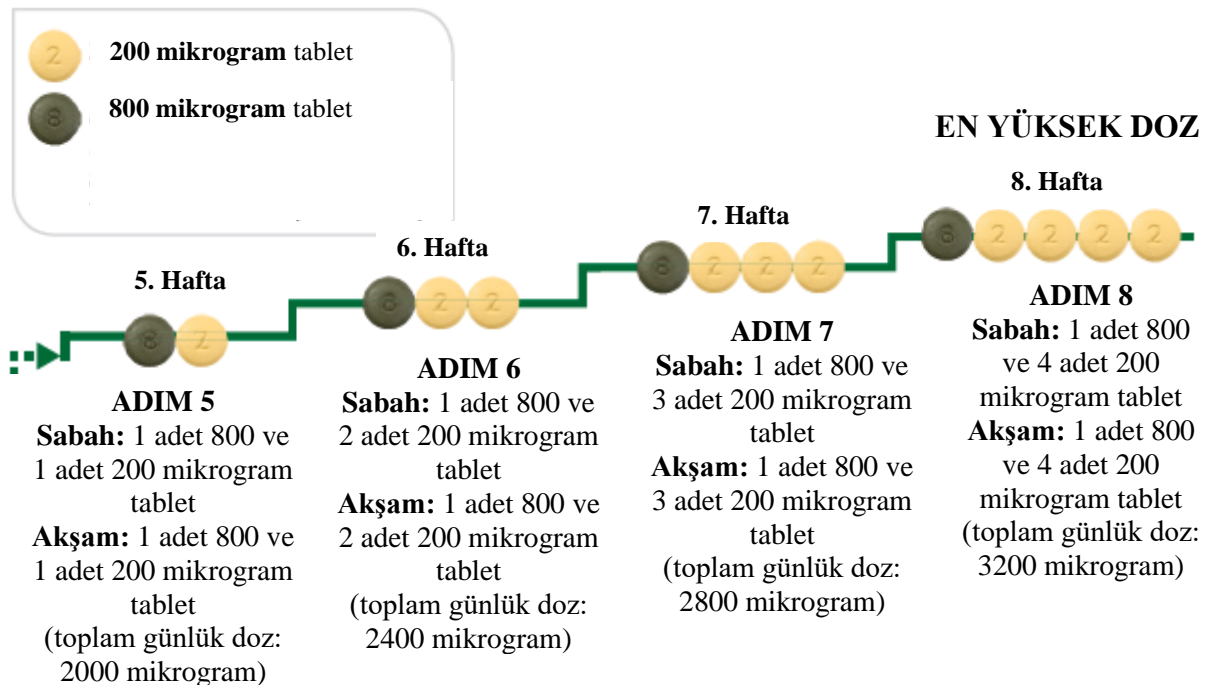 200 mikrogram tablet
800 mikrogram tablet
EN YÜKSEK DOZ
5. Hafta
ADIM 5
Sabah: 1 adet 800 ve
1 adet 200 mikrogram
tablet
Akşam: 1 adet 800 ve
1 adet 200 mikrogram
tablet
(toplam günlük doz:
2000 mikrogram)
6. Hafta
ADIM 6
Sabah: 1 adet 800 ve
2 adet 200 mikrogram
tablet
Akşam: 1 adet 800 ve
2 adet 200 mikrogram
tablet
(toplam günlük doz:
2400 mikrogram)
7. Hafta
ADIM 7
Sabah: 1 adet 800 ve
3 adet 200 mikrogram
tablet
Akşam: 1 adet 800 ve
3 adet 200 mikrogram
tablet
(toplam günlük doz:
2800 mikrogram)
8. Hafta
ADIM 8
Sabah: 1 adet 800
ve 4 adet 200
mikrogram tablet
Akşam: 1 adet 800
ve 4 adet 200
mikrogram tablet
(toplam günlük doz:
3200 mikrogram)